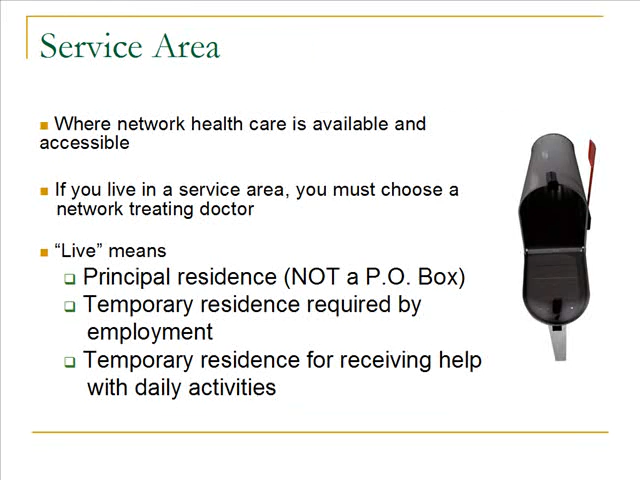 Service Area
Where network health care is available and
accessible
If you live in a service area, you must choose a
network treating doctor
“Live” means
Principal residence (NOT a P.O. Box)
Temporary residence required by
employment
Temporary residence for receiving help
with daily activities